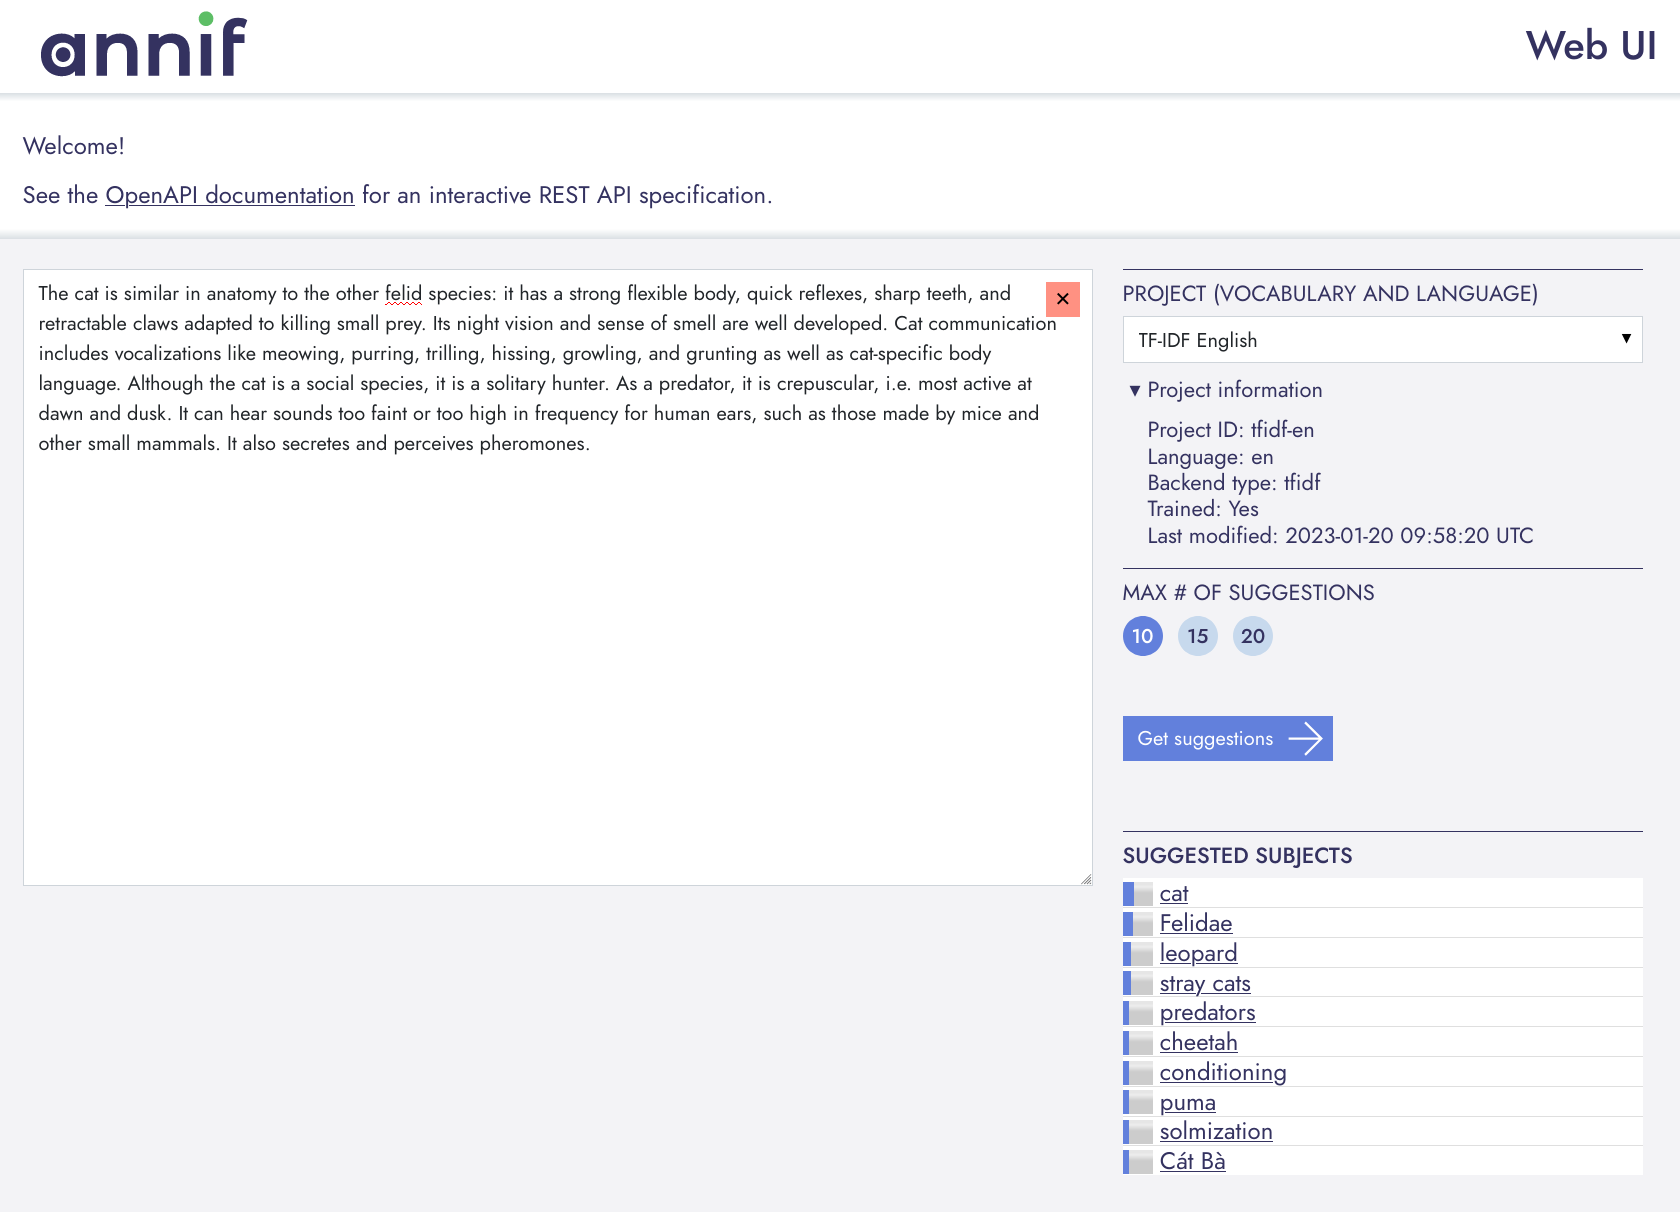 annif
Web UI
Welcome!
See the OpenAPI documentation for an interactive REST API specification.
The cat is similar in anatomy to the other felid species: it has a strong flexible body, quick reflexes, sharp teeth, and
retractable claws adapted to killing small prey. Its night vision and sense of smell are well developed. Cat communication
includes vocalizations like meowing, purring, trilling, hissing, growling, and grunting as well as cat-specific body
language. Although the cat is a social species, it is a solitary hunter. As a predator, it is crepuscular, i.e. most active at
dawn and dusk. It can hear sounds too faint or too high in frequency for human ears, such as those made by mice and
other small mammals. It also secretes and perceives pheromones.
PROJECT (VOCABULARY AND LANGUAGE)
TF-IDF English
Project information
Project ID: tfidf-en
Language: en
Backend type: tfidf
Trained: Yes
Last modified: 2023-01-20 09:58:20 UTC
MAX # OF SUGGESTIONS
10 15 20
Get suggestions
SUGGESTED SUBJECTS
cat
Felidae
leopard
stray cats
predators
cheetah
conditioning
puma
solmization
Cát Bà